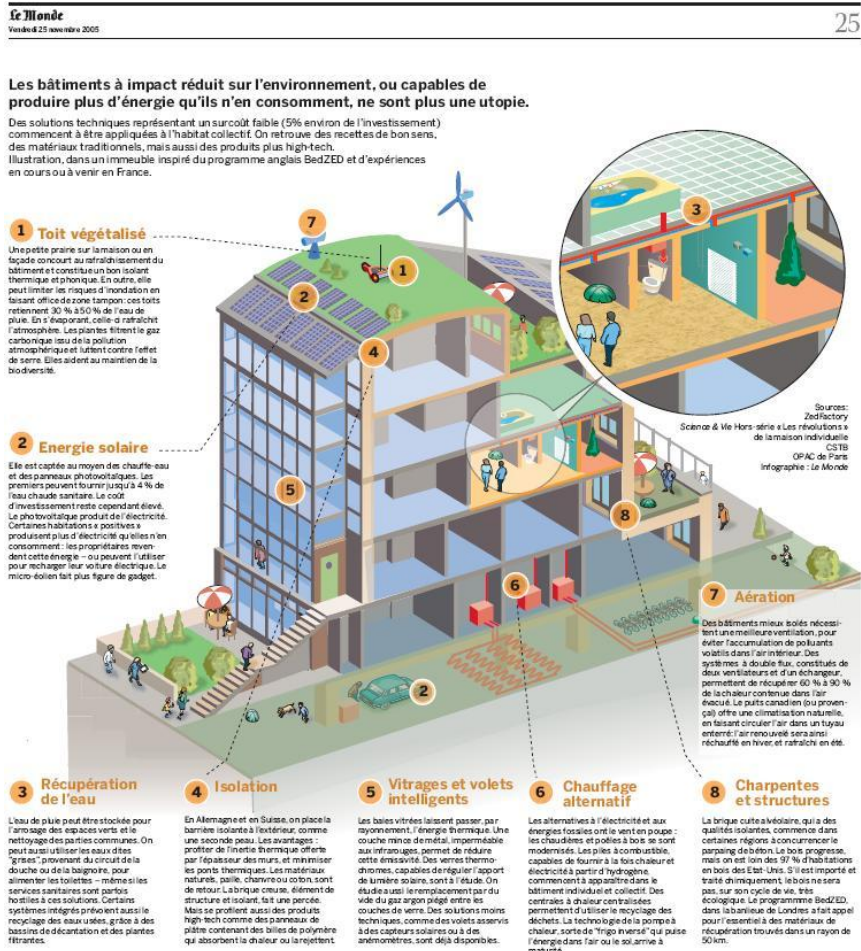 Le Monde
Vendredi 25 novembre 2005
25
Les bâtiments à impact réduit sur l'environnement, ou capables de
produire plus d'énergie qu'ils n'en consomment, ne sont plus une utopie.
Des solutions techniques représentant un surcoût faible (5% environ de l'investissement)
commencent à être appliquées à l'habitat collectif. On retrouve des recettes de bon sens,
des matériaux traditionnels, mais aussi des produits plus high-tech.
Illustration, dans un immeuble inspiré du programme anglais BedZED et d'expériences
en cours ou à venir en France.
1 Toit végétalisé
Une petite prairie sur la maison ou en
façade concourt au rafraîchissement du
bâtiment et constitue un bon isolant
thermique et phonique. En outre, elle
peut limiter les risques d'inondation en
faisant office de zone tampon : ces toits
retiennent 30 % à 50 % de l'eau de
pluie. En s'évaporant, celle-ci rafraîchit
l'atmosphère. Les plantes filtrent le gaz
carbonique issu de la pollution
atmosphérique et luttent contre l'effet
de serre. Elles aident au maintien de la
biodiversité.
2 Energie solaire
Elle est captée au moyen des chauffe-eau
et des panneaux photovoltaïques. Les
premiers peuvent fournir jusqu'à 4 % de
l'eau chaude sanitaire. Le coût
d'investissement reste cependant élevé.
Le photovoltaïque produit de l'électricité.
Certaines habitations « positives »
produisent plus d'électricité qu'elles n'en
consomment : les propriétaires reven-
dent cette énergie – ou peuvent l'utiliser
pour recharger leur voiture électrique. Le
micro-éolien fait plus figure de gadget.
7
1
2
4
5
3
6
8
2
Sources:
ZedFactory
Science & Vie Hors-série « Les révolutions »
de la maison individuelle
CSTB
OPAC de Paris
Infographie : Le Monde
7 Aération
Des bâtiments mieux isolés nécessi-
tent une meilleure ventilation, pour
éviter l'accumulation de polluants
volatils dans l'air intérieur. Des
systèmes à double flux, constitués de
deux ventilateurs et d'un échangeur,
permettent de récupérer 60 % à 90 %
de la chaleur contenue dans l'air
évacué. Le puits canadien (ou proven-
çal) offre une climatisation naturelle,
en faisant circuler l'air dans un tuyau
enterré: l'air renouvelé sera ainsi
réchauffé en hiver, et rafraîchi en été.
3 Récupération
de l'eau
L'eau de pluie peut être stockée pour
l'arrosage des espaces verts et le
nettoyage des parties communes. On
peut aussi utiliser les eaux dites
"grises", provenant du circuit de la
douche ou de la baignoire, pour
alimenter les toilettes – même si les
services sanitaires sont parfois
hostiles à ces solutions. Certains
systèmes intégrés prévoient aussi le
recyclage des eaux usées, grâce à des
bassins de décantation et des plantes
filtrantes.
4 Isolation
En Allemagne et en Suisse, on place la
barrière isolante à l'extérieur, comme
une seconde peau. Les avantages :
profiter de l'inertie thermique offerte
par l'épaisseur des murs, et minimiser
les ponts thermiques. Les matériaux
naturels, paille, chanvre ou coton, sont
de retour. La brique creuse, élément de
structure et isolant, fait une percée.
Mais se profilent aussi des produits
high-tech comme des panneaux de
plâtre contenant des billes de polymère
qui absorbent la chaleur ou la rejettent.
5 Vitrages et volets
intelligents
Les baies vitrées laissent passer, par
rayonnement, l'énergie thermique. Une
couche mince de métal, imperméable
aux infrarouges, permet de réduire
cette émissivité. Des verres thermo-
chromes, capables de réguler l'apport
de lumière solaire, sont à l'étude. On
étudie aussi le remplacement par du
vide du gaz argon piégé entre les
couches de verre. Des solutions moins
techniques, comme des volets asservis
à des capteurs solaires ou à des
anémomètres, sont déjà disponibles.
6 Chauffage
alternatif
Les alternatives à l'électricité et aux
énergies fossiles ont le vent en poupe :
les chaudières et poêles à bois se sont
modernisés. Les piles à combustible,
capables de fournir à la fois chaleur et
électricité à partir d'hydrogène,
commencent à apparaître dans le
bâtiment individuel et collectif. Des
centrales à chaleur centralisées
permettent d'utiliser le recyclage des
déchets. La technologie de la pompe à
chaleur, sorte de "frigo inversé" qui puise
l'énergie dans l'air ou le sol, arrive à
maturité.
8 Charpentes
et structures
La brique cuite alvéolaire, qui a des
qualités isolantes, commence dans
certaines régions à concurrencer le
parpaing de béton. Le bois progresse,
mais on est loin des 97 % d'habitations
en bois des Etat-Unis. S'il est importé et
traité chimiquement, le bois ne sera
pas, sur son cycle de vie, très
écologique. Le programmme BedZED,
dans la banlieue de Londres a fait appel
pour l'essentiel à des matériaux de
récupération trouvés dans un rayon de
50 km.